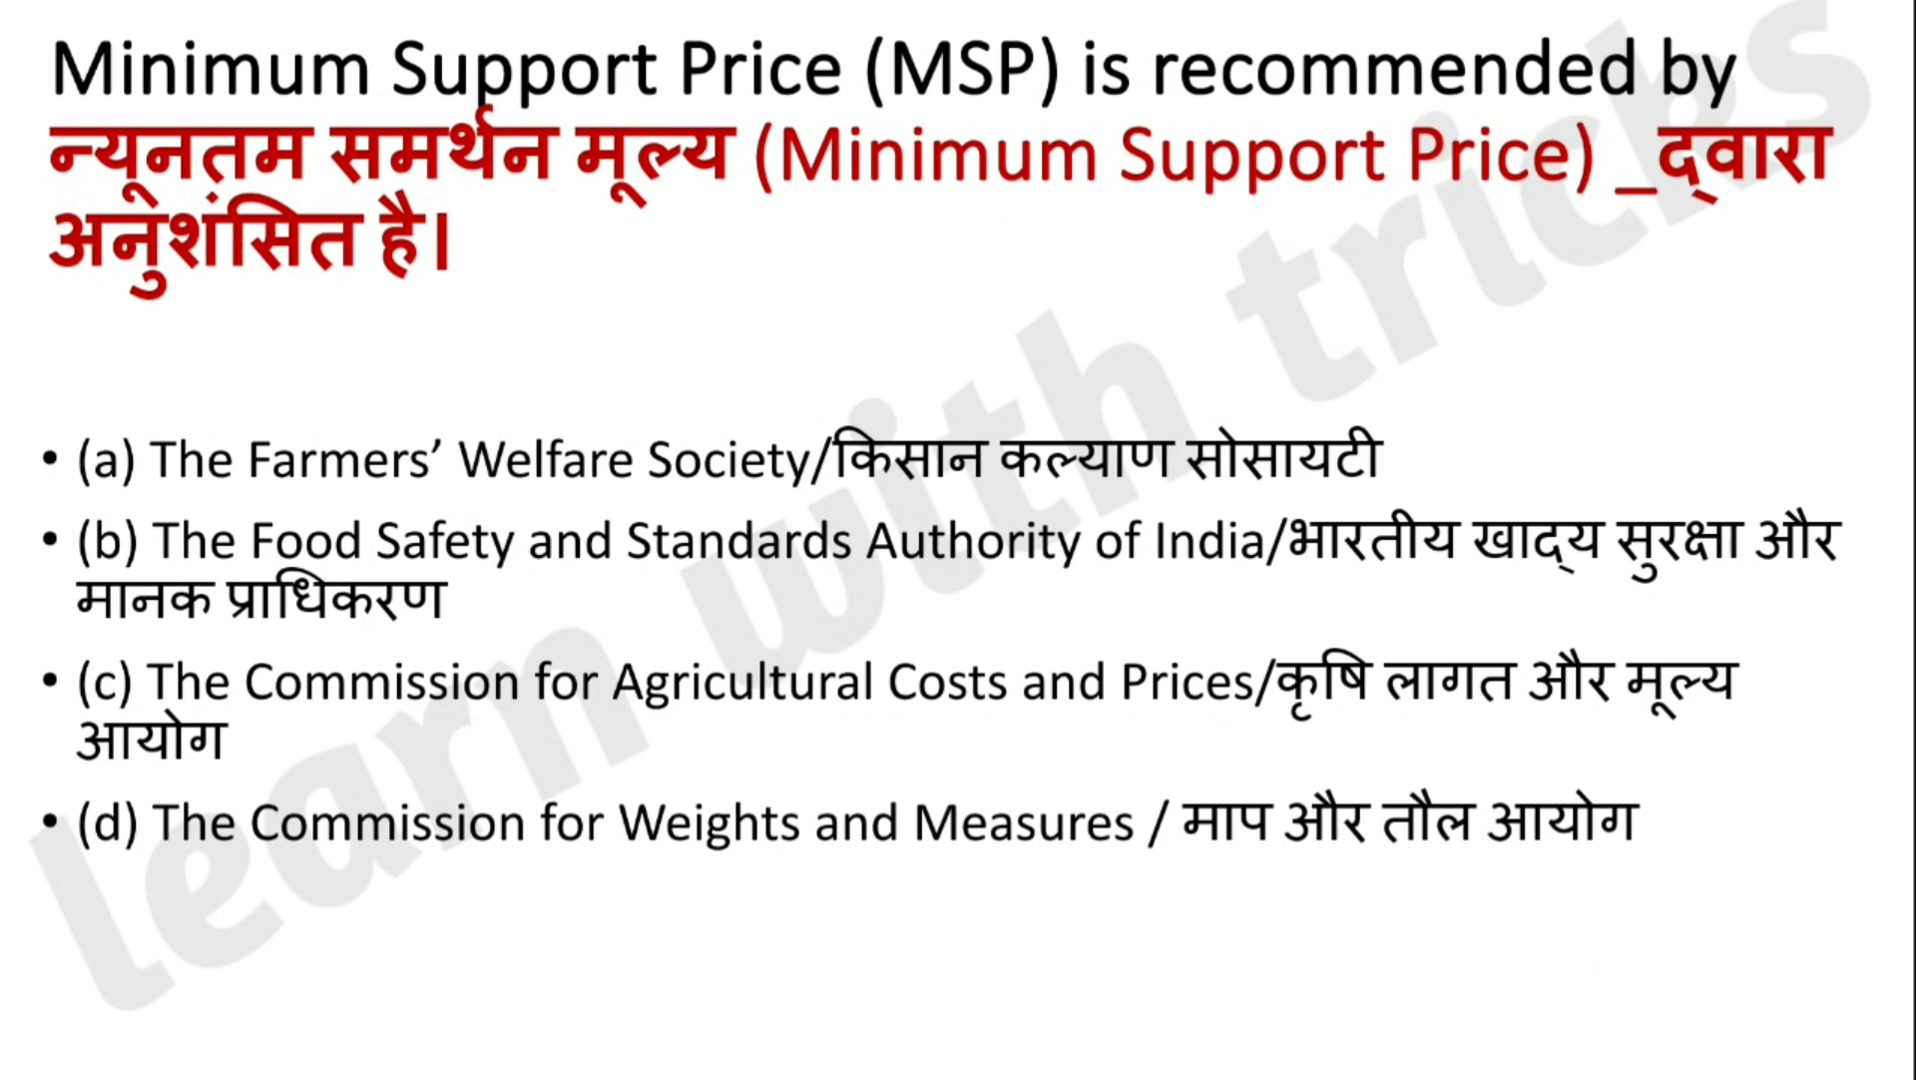 Minimum Support Price (MSP) is recommended by
न्यूनतम समर्थन मूल्य (Minimum Support Price) _द्वारा
अनुशंसित है।
• (a) The Farmers’ Welfare Society/किसान कल्याण सोसायटी
• (b) The Food Safety and Standards Authority of India/भारतीय खाद्य सुरक्षा और
मानक प्राधिकरण
• (c) The Commission for Agricultural Costs and Prices/कृषि लागत और मूल्य
आयोग
• (d) The Commission for Weights and Measures / माप और तौल आयोग
learn with tricks